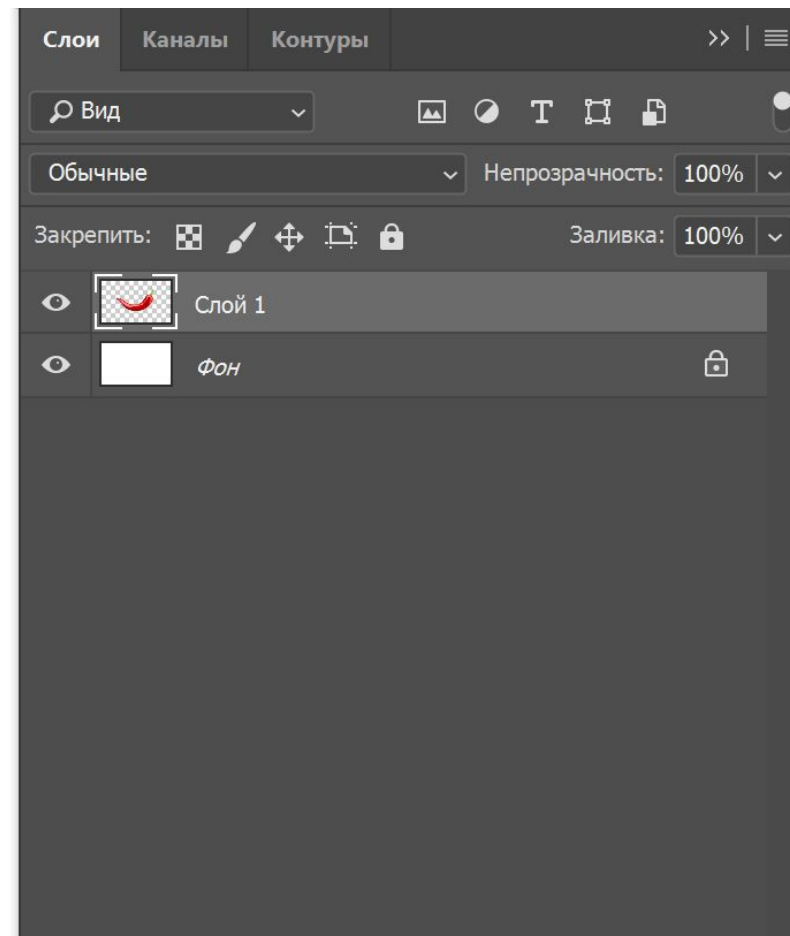 Слои Каналы Контуры
Вид
Обычные Непрозрачность: 100%
Закрепить: Заливка: 100%
Слой 1
Фон